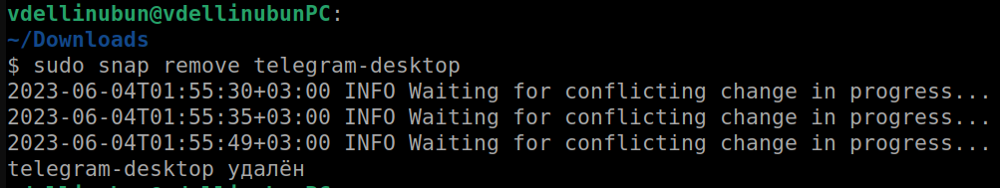 vdellinubun@vdellinubunPC:
~/Downloads
$ sudo snap remove telegram-desktop
2023-06-04T01:55:30+03:00 INFO Waiting for conflicting change in progress...
2023-06-04T01:55:35+03:00 INFO Waiting for conflicting change in progress...
2023-06-04T01:55:49+03:00 INFO Waiting for conflicting change in progress...
telegram-desktop удалён